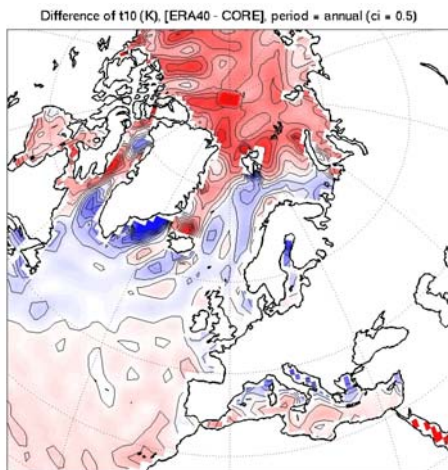 Difference of t10 (K), [ERA40 - CORE], period = annual (ci = 0.5)